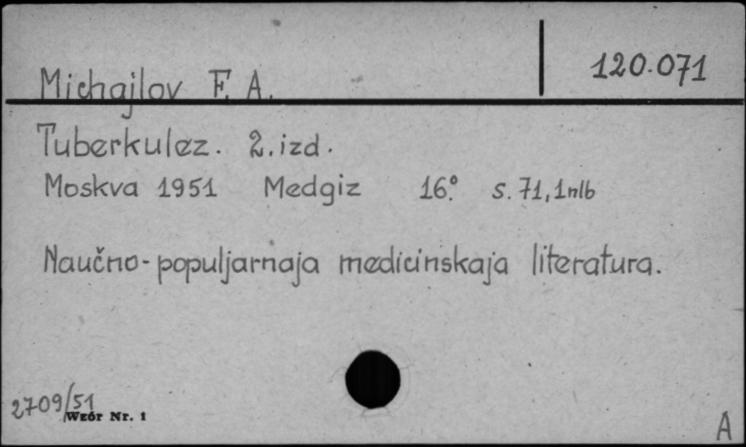 120.071
Michajlov F. A.
Tuberkulez. 2. izd.
Moskva 1951 Medgiz 16.° s. 71, 1nlb
Naučno-populjarnaja medicinskaja literatura.
2709/51
Wzór Nr. 1
A